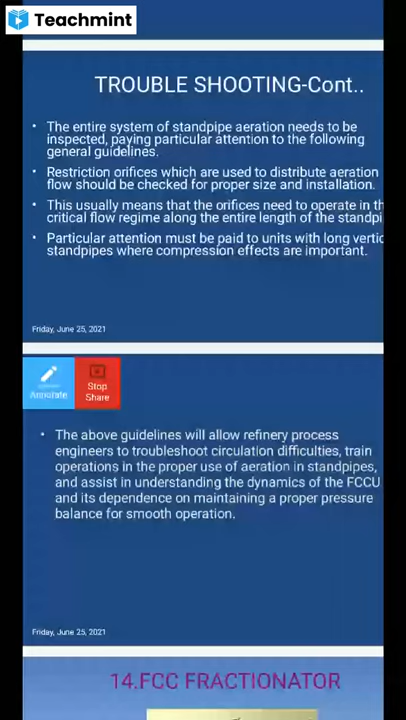 Teachmint
TROUBLE SHOOTING-Cont..
• The entire system of standpipe aeration needs to be
inspected, paying particular attention to the following
general guidelines.
• Restriction orifices which are used to distribute aeration
flow should be checked for proper size and installation.
• This usually means that the orifices need to operate in th
critical flow regime along the entire length of the standpi
• Particular attention must be paid to units with long vertic
standpipes where compression effects are important.
Friday, June 25, 2021
Annotate
Stop
Share
• The above guidelines will allow refinery process
engineers to troubleshoot circulation difficulties, train
operations in the proper use of aeration in standpipes,
and assist in understanding the dynamics of the FCCU
and its dependence on maintaining a proper pressure
balance for smooth operation.
Friday, June 25, 2021
14.FCC FRACTIONATOR